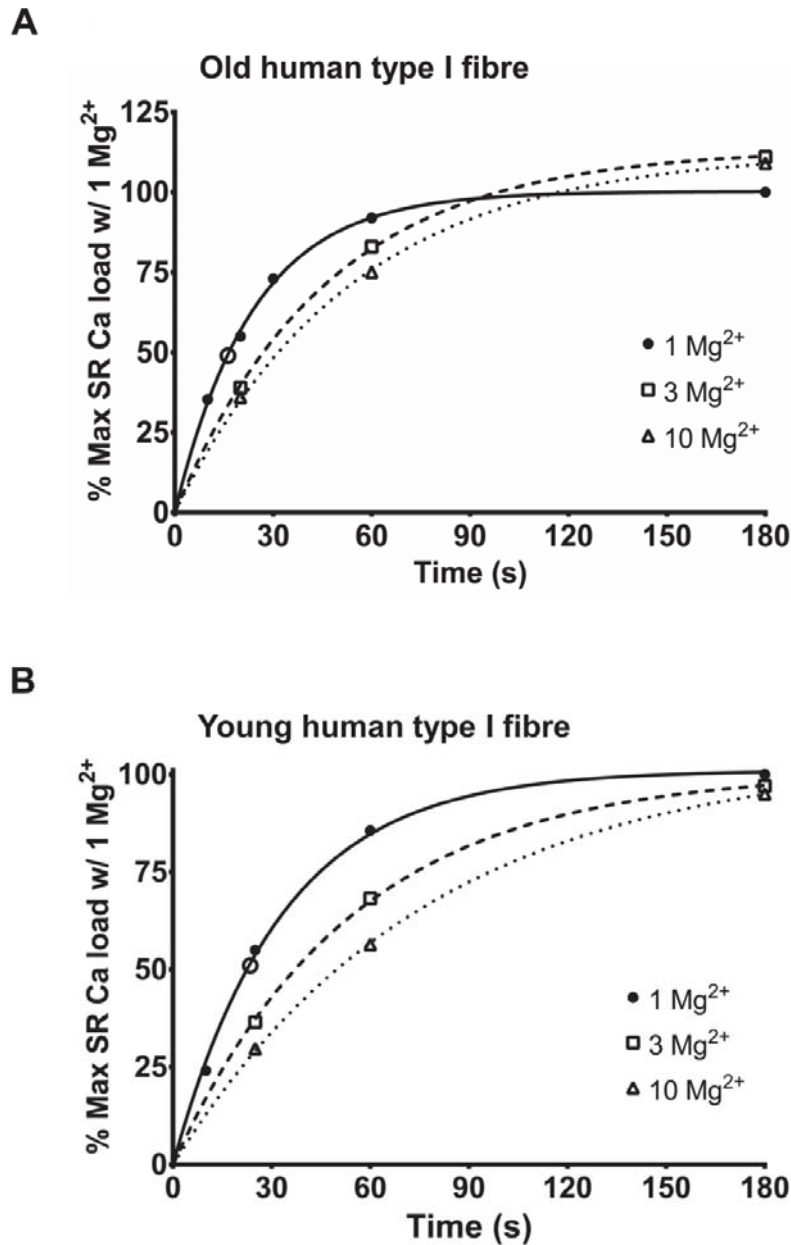 A
Old human type I fibre
% Max SR Ca load w/ 1 Mg²⁺
125
100
75
50
25
0
0 30 60 90 120 150 180
Time (s)
1 Mg²⁺
3 Mg²⁺
10 Mg²⁺
B
Young human type I fibre
% Max SR Ca load w/ 1 Mg²⁺
100
75
50
25
0
0 30 60 90 120 150 180
Time (s)
1 Mg²⁺
3 Mg²⁺
10 Mg²⁺